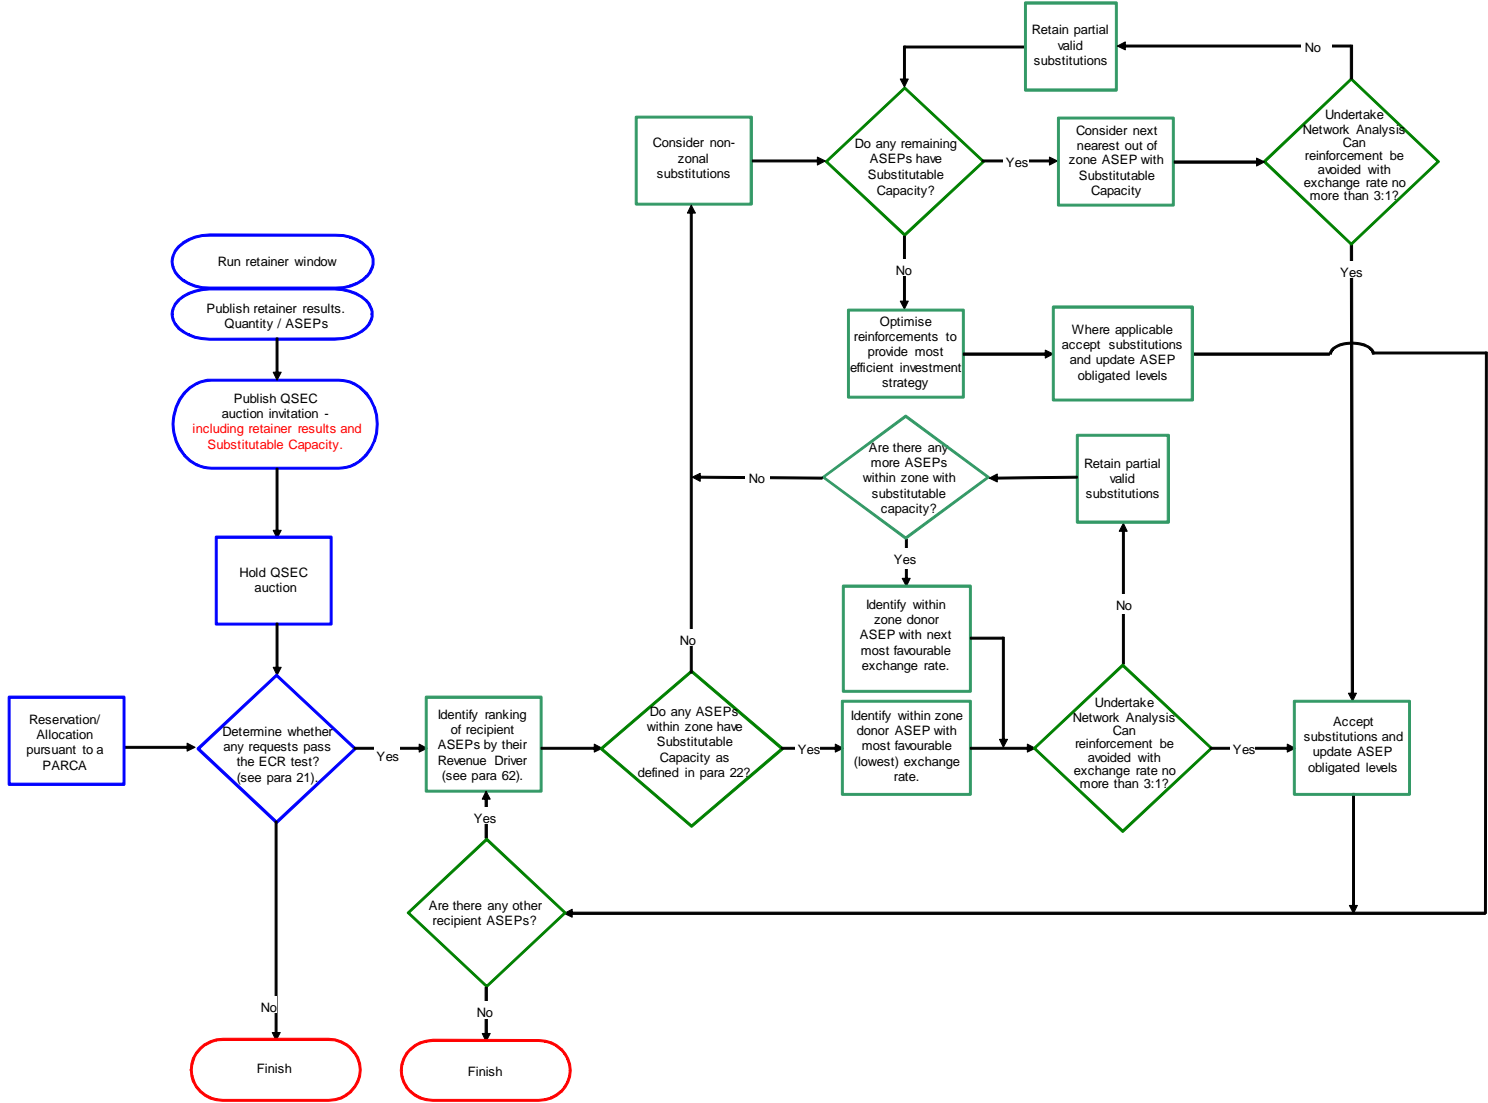 Retain partial
valid
substitutions
No
Undertake
Network Analysis
Can
reinforcement be
avoided with
exchange rate no
more than 3:1?
Consider non-
zonal
substitutions
Do any remaining
ASEPs have
Substitutable
Capacity?
Yes
Consider next
nearest out of
zone ASEP with
Substitutable
Capacity
Run retainer window
No
Yes
Publish retainer results.
Quantity / ASEPs
Optimise
reinforcements to
provide most
efficient investment
strategy
Where applicable
accept substitutions
and update ASEP
obligated levels
Publish QSEC
auction invitation -
including retainer results and
Substitutable Capacity.
Are there any
more ASEPs
within zone with
substitutable
capacity?
No
Retain partial
valid
substitutions
Yes
Hold QSEC
auction
Identify within
zone donor
ASEP with next
most favourable
exchange rate.
No
No
Reservation/
Allocation
pursuant to a
PARCA
Determine whether
any requests pass
the ECR test?
(see para 21).
Yes
Identify ranking
of recipient
ASEPs by their
Revenue Driver
(see para 62).
Do any ASEPs
within zone have
Substitutable
Capacity as
defined in para 22?
Yes
Identify within zone
donor ASEP with
most favourable
(lowest) exchange
rate.
Undertake
Network Analysis
Can
reinforcement be
avoided with
exchange rate no
more than 3:1?
Yes
Accept
substitutions and
update ASEP
obligated levels
Yes
Are there any other
recipient ASEPs?
No
No
Finish
Finish